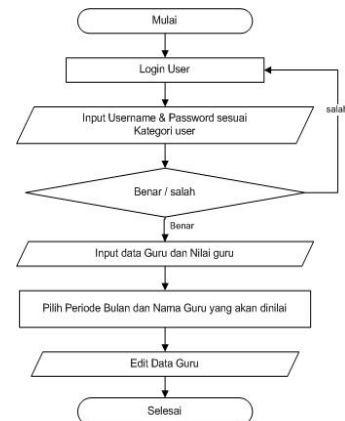 Mulai
Login User
salah
Input Username & Password sesuai
Kategori user
Benar / salah
Benar
Input data Guru dan Nilai guru
Pilih Periode Bulan dan Nama Guru yang akan dinilai
Edit Data Guru
Selesai